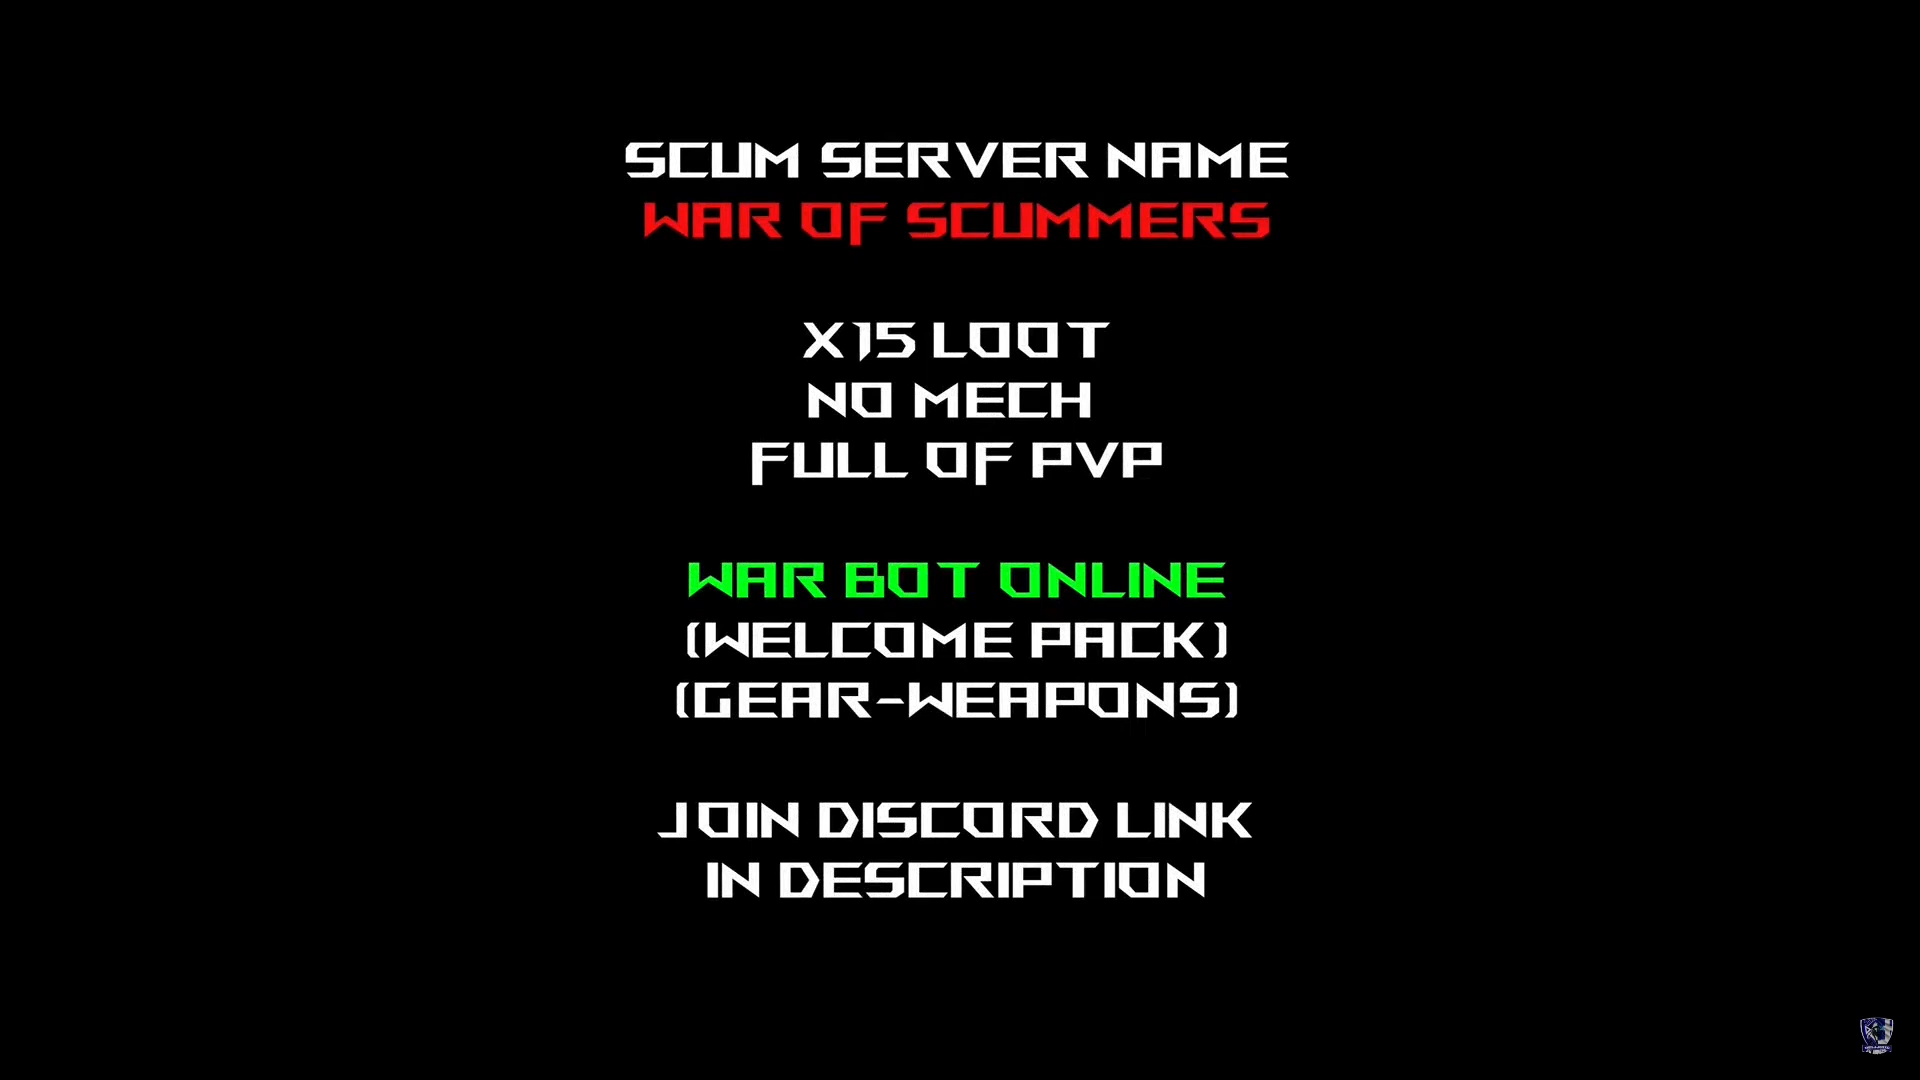 SCUM SERVER NAME
WAR OF SCUMMERS
X15 LOOT
NO MECH
FULL OF PVP
WAR BOT ONLINE
(WELCOME PACK)
(GEAR-WEAPONS)
JOIN DISCORD LINK
IN DESCRIPTION